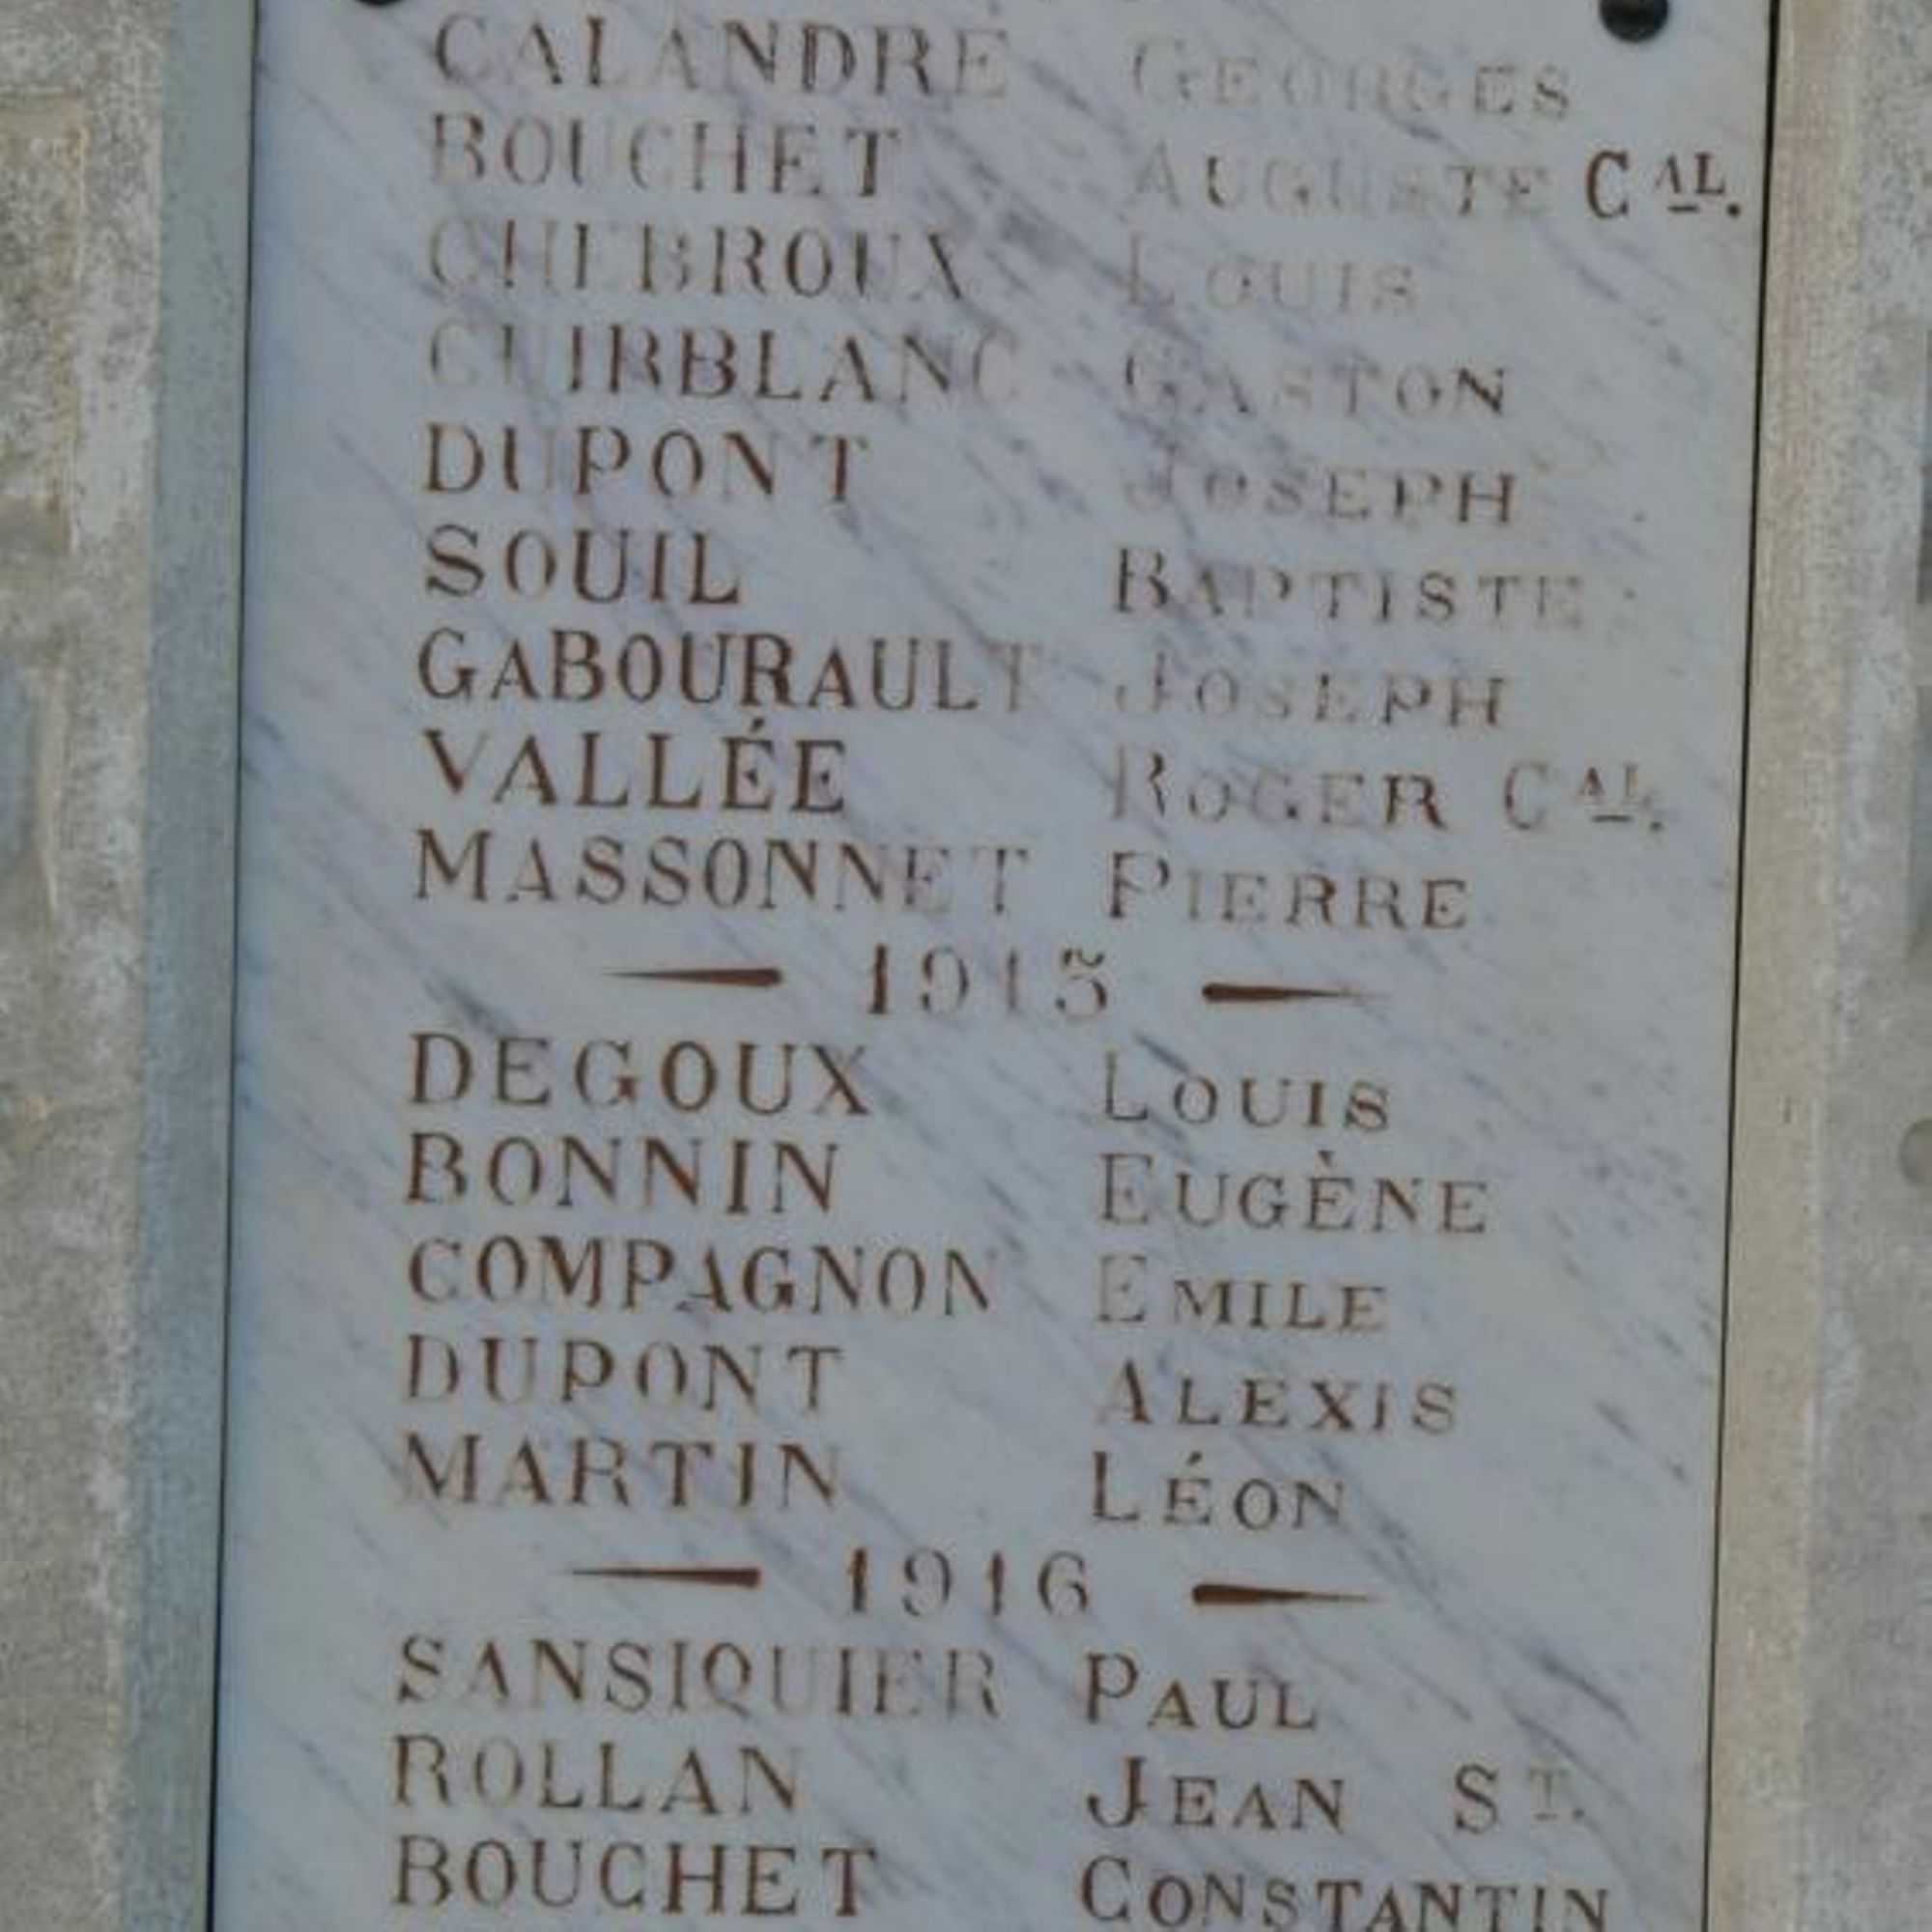 CALANDRE GEORGES
BOUCHET AUGUSTE CAL.
CHEBROUX LOUIS
CUIRBLANC GASTON
DUPONT JOSEPH
SOUIL BAPTISTE
GABOURAULT JOSEPH
VALLÉE ROGER CAL.
MASSONNET PIERRE
1915
DEGOUX LOUIS
BONNIN EUGÈNE
COMPAGNON EMILE
DUPONT ALEXIS
MARTIN LÉON
1916
SANSIQUIER PAUL
ROLLAN JEAN ST.
BOUCHET CONSTANTIN